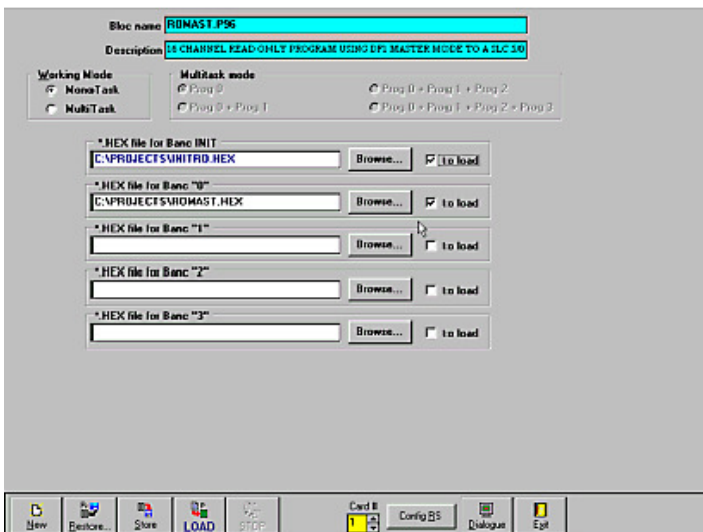 Bloc name ROMAST.P96
Description 16 CHANNEL READ ONLY PROGRAM USING DF1 MASTER MODE TO A SLC 5/0
Working Mode
MonoTask
MultiTask
Multitask mode
Prog 0
Prog 0 + Prog 1
Prog 0 + Prog 1 + Prog 2
Prog 0 + Prog 1 + Prog 2 + Prog 3
*.HEX file for Banc INIT
C:\PROJECTS\INITRO.HEX Browse... to load
*.HEX file for Banc "0"
C:\PROJECTS\ROMAST.HEX Browse... to load
*.HEX file for Banc "1"
Browse... to load
*.HEX file for Banc "2"
Browse... to load
*.HEX file for Banc "3"
Browse... to load
New Restore... Store LOAD STOP Card # 1 Config RS Dialogue Exit